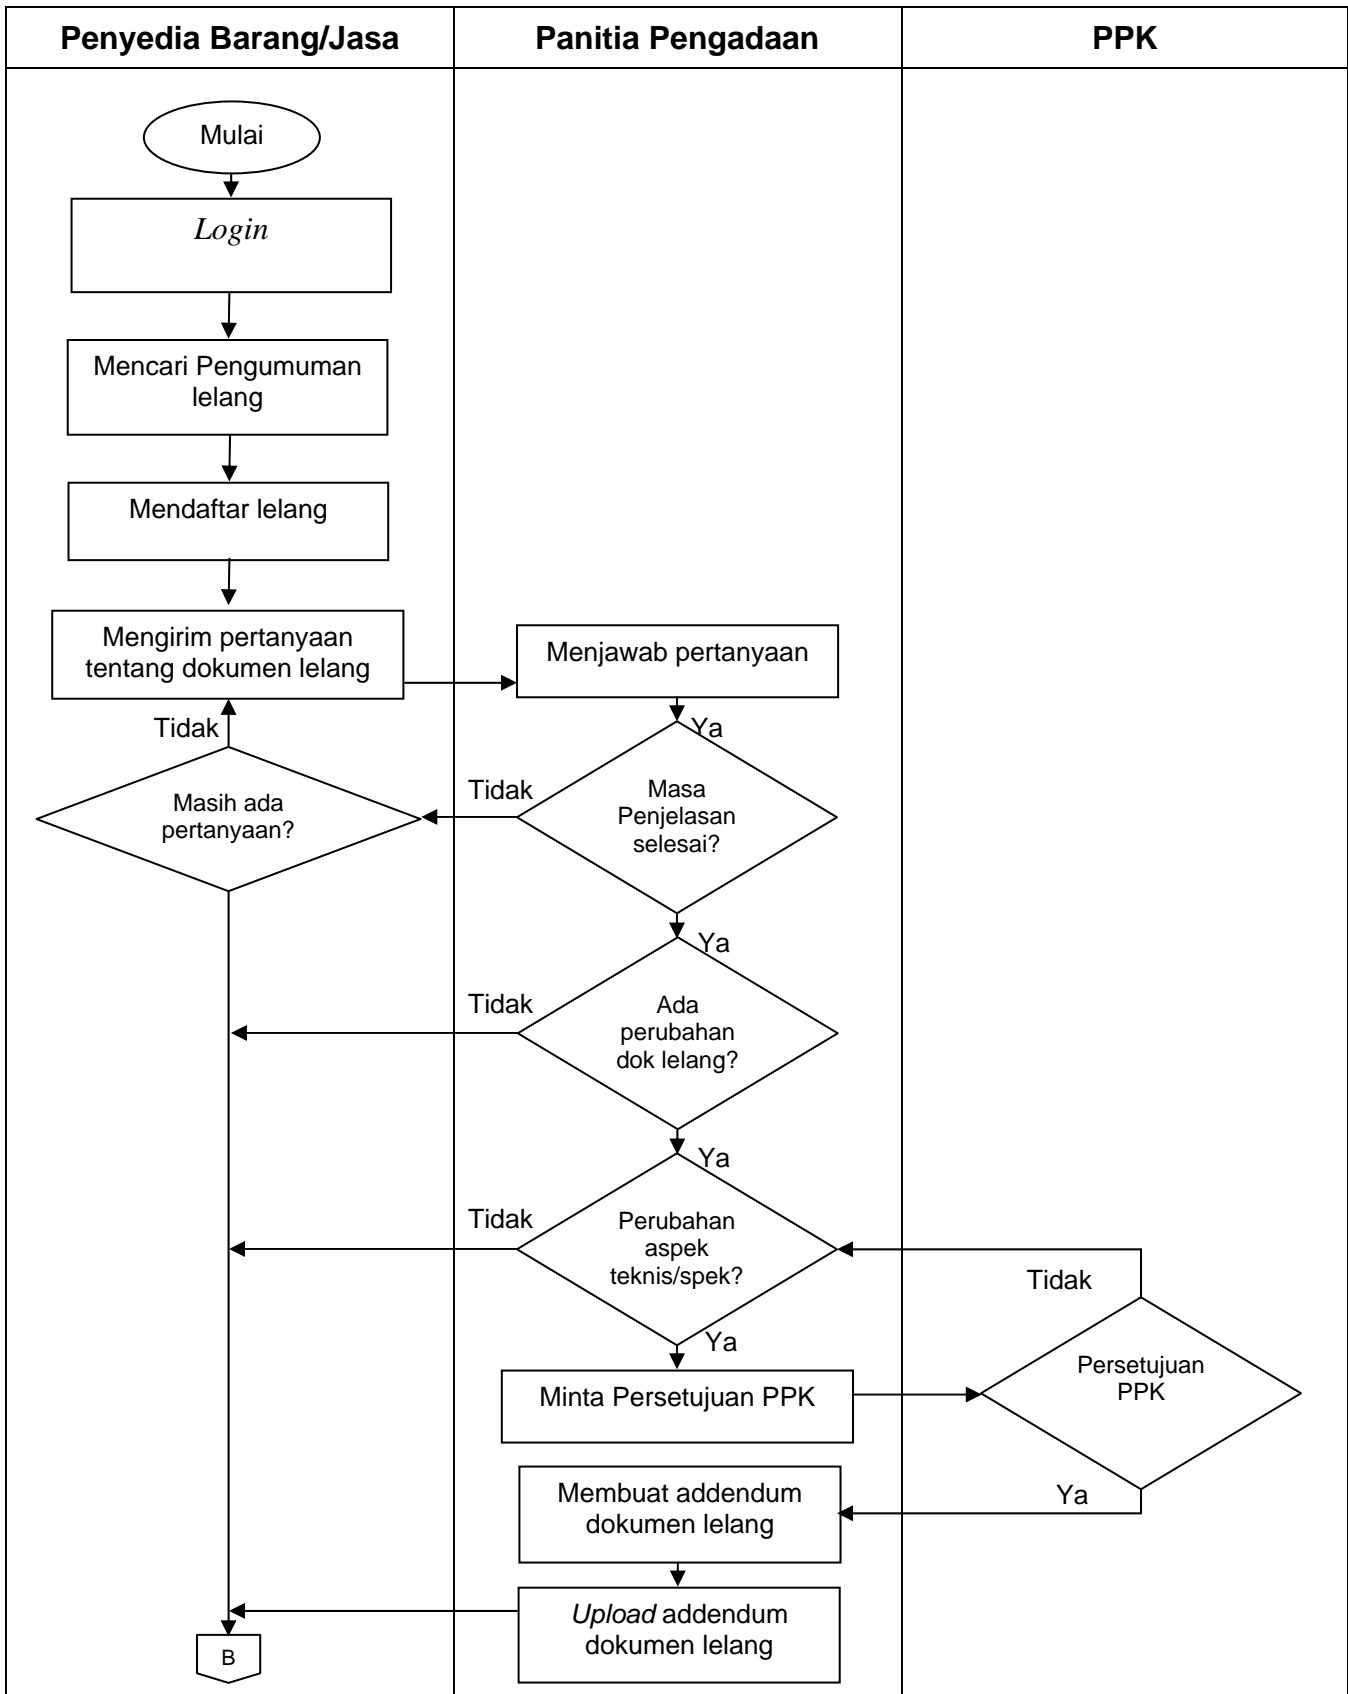 Penyedia Barang/Jasa
Panitia Pengadaan
PPK
Mulai
Login
Mencari Pengumuman
lelang
Mendaftar lelang
Mengirim pertanyaan
tentang dokumen lelang
Menjawab pertanyaan
Tidak
Ya
Masih ada
pertanyaan?
Tidak
Masa
Penjelasan
selesai?
Ya
Tidak
Ada
perubahan
dok lelang?
Ya
Tidak
Perubahan
aspek
teknis/spek?
Tidak
Ya
Minta Persetujuan PPK
Persetujuan
PPK
Ya
Membuat addendum
dokumen lelang
Upload addendum
dokumen lelang
B